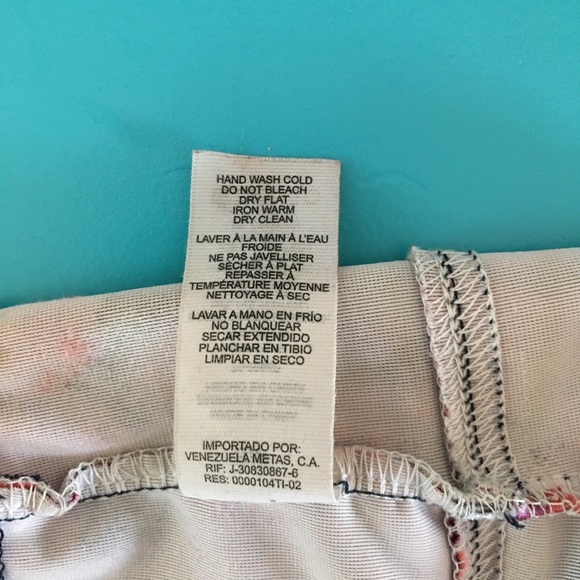 HAND WASH COLD
DO NOT BLEACH
DRY FLAT
IRON WARM
DRY CLEAN
LAVER À LA MAIN À L'EAU
FROIDE
NE PAS JAVELLISER
SÉCHER À PLAT
REPASSER À
TEMPÉRATURE MOYENNE
NETTOYAGE À SEC
LAVAR A MANO EN FRÍO
NO BLANQUEAR
SECAR EXTENDIDO
PLANCHAR EN TIBIO
LIMPIAR EN SECO
IMPORTADO POR:
VENEZUELA METAS, C.A.
RIF: J-30830867-6
RES: 0000104TI-02